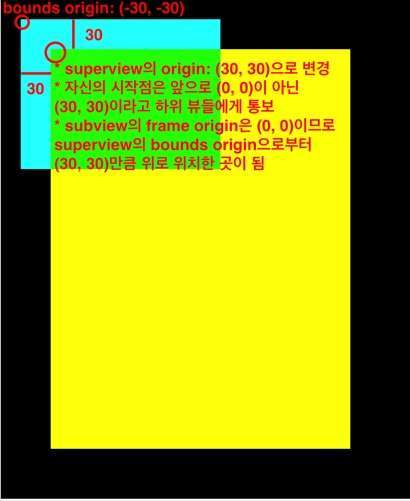 bounds origin: (-30, -30)
30
30
* superview의 origin: (30, 30)으로 변경
* 자신의 시작점은 앞으로 (0, 0)이 아닌
(30, 30)이라고 하위 뷰들에게 통보
* subview의 frame origin은 (0, 0)이므로
superview의 bounds origin으로부터
(30, 30)만큼 위로 위치한 곳이 됨